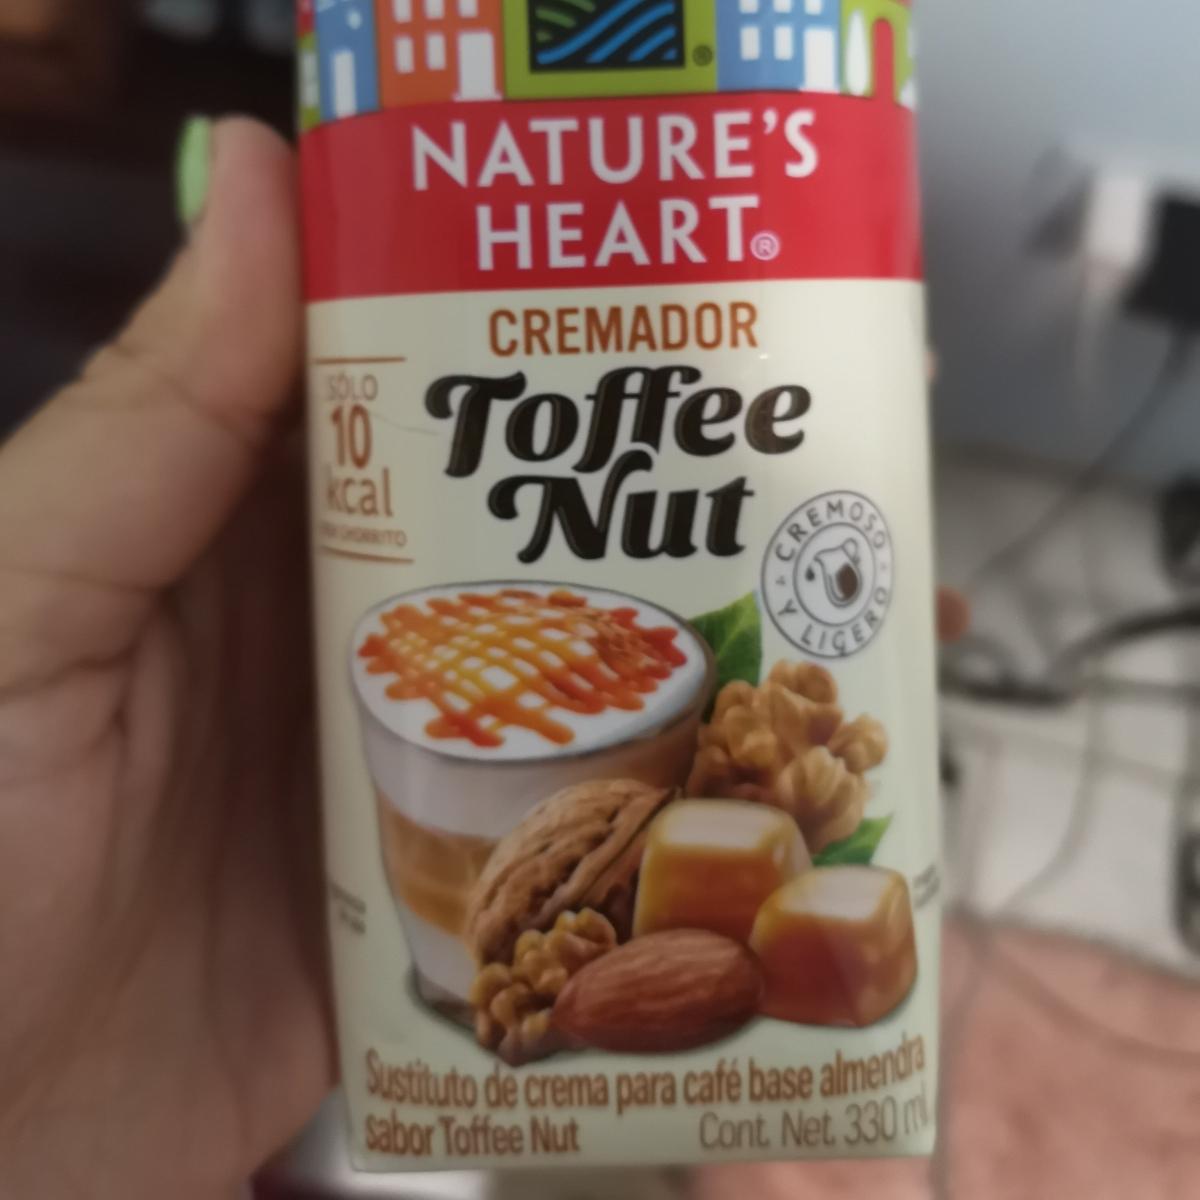 NATURE'S
HEART®
CREMADOR
Toffee
Nut
SÓLO
10
kcal
CHORRITO
CREMOSO
Y LIGERO
Sustituto de crema para café base almendra
sabor Toffee Nut
Cont. Net. 330 ml